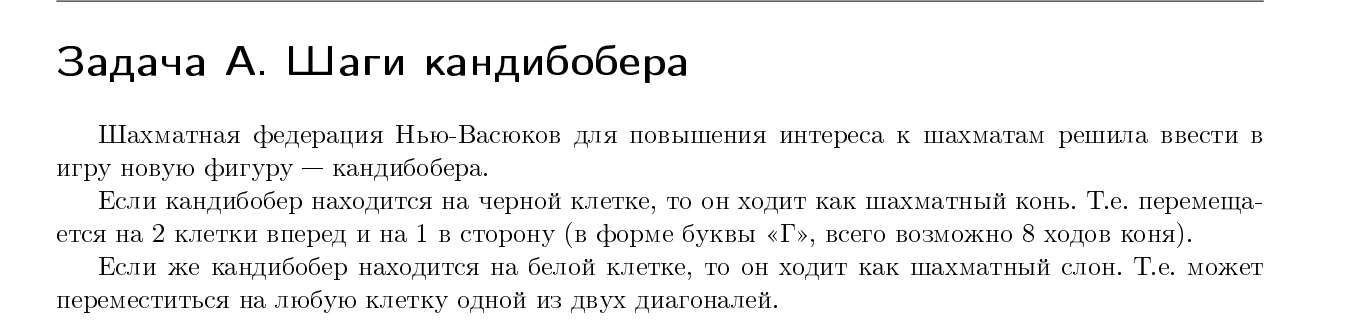 Задача A. Шаги кандибобера
Шахматная федерация Нью-Васюков для повышения интереса к шахматам решила ввести в
игру новую фигуру — кандибобера.
Если кандибобер находится на черной клетке, то он ходит как шахматный конь. Т.е. перемеща-
ется на 2 клетки вперед и на 1 в сторону (в форме буквы «Г», всего возможно 8 ходов коня).
Если же кандибобер находится на белой клетке, то он ходит как шахматный слон. Т.е. может
переместиться на любую клетку одной из двух диагоналей.